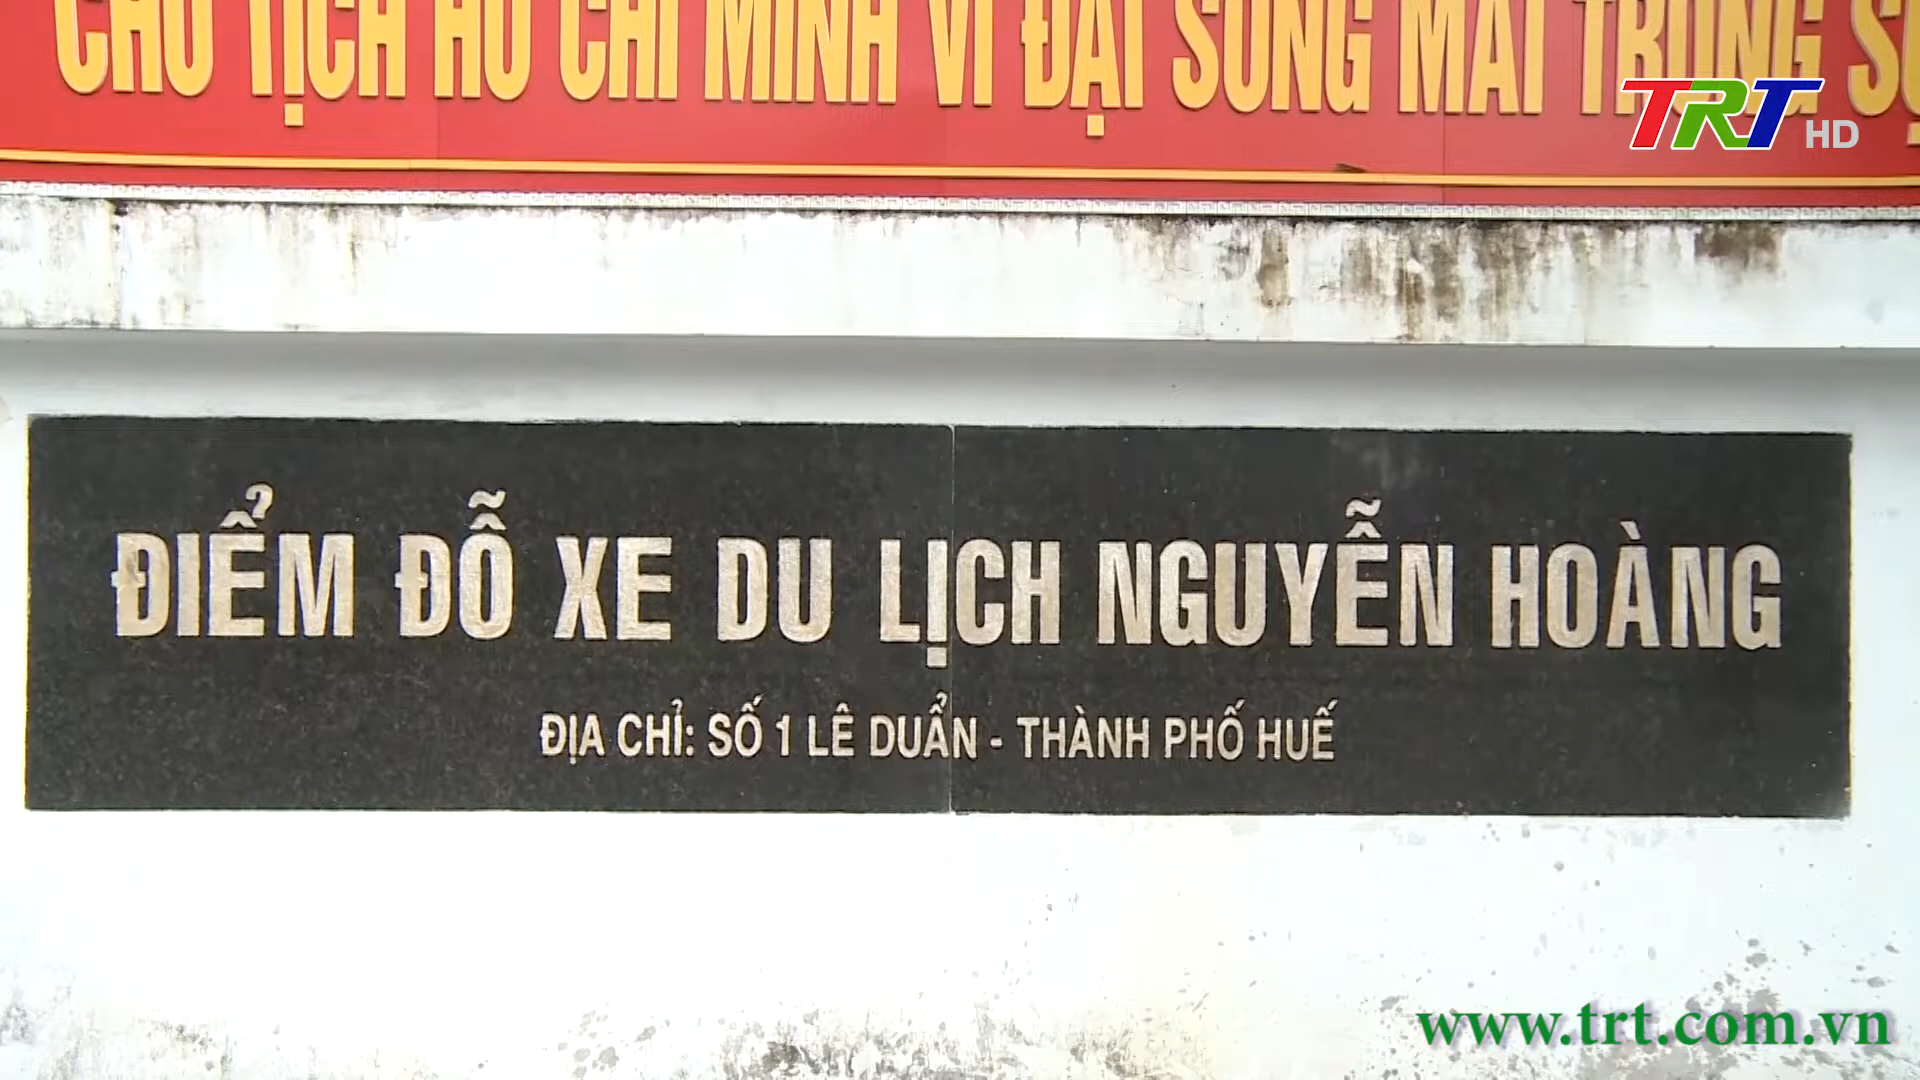 CHỦ TỊCH HỒ CHÍ MINH VĨ ĐẠI SỐNG MÃI TRONG
TRT HD
ĐIỂM ĐỖ XE DU LỊCH NGUYỄN HOÀNG
ĐỊA CHỈ: SỐ 1 LÊ DUẨN - THÀNH PHỐ HUẾ
www.trt.com.vn